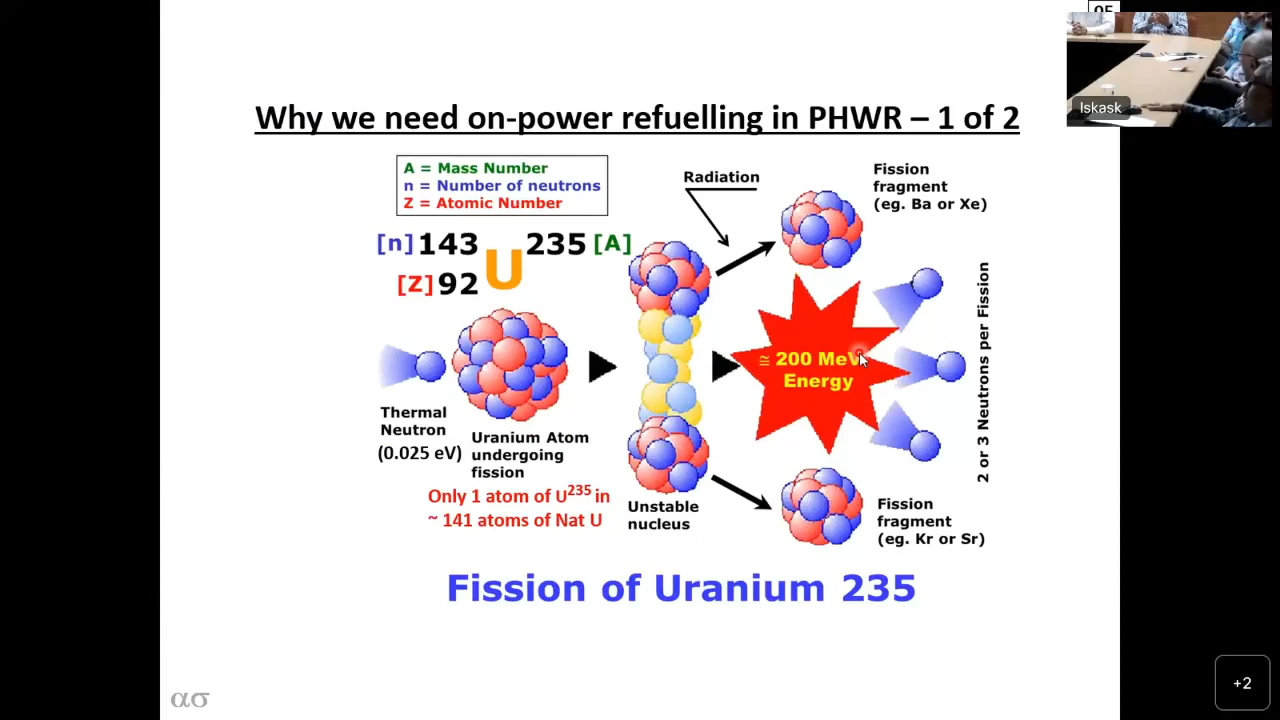 OF
Iskask
Why we need on-power refuelling in PHWR – 1 of 2
A = Mass Number
n = Number of neutrons
Z = Atomic Number
[n] 143 U 235 [A]
[Z] 92
Radiation
Fission
fragment
(eg. Ba or Xe)
≅ 200 MeV
Energy
2 or 3 Neutrons per Fission
Thermal
Neutron
(0.025 eV)
Uranium Atom
undergoing
fission
Only 1 atom of U235 in
~ 141 atoms of Nat U
Unstable
nucleus
Fission
fragment
(eg. Kr or Sr)
Fission of Uranium 235
ασ
+2